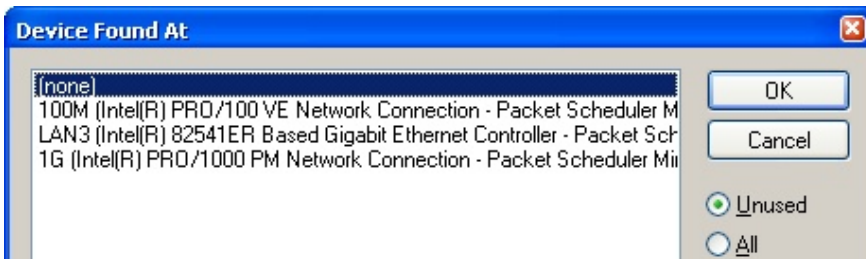 Device Found At
(none)
100M (Intel(R) PRO/100 VE Network Connection - Packet Scheduler M
LAN3 (Intel(R) 82541ER Based Gigabit Ethernet Controller - Packet Sch
1G (Intel(R) PRO/1000 PM Network Connection - Packet Scheduler Mii
OK
Cancel
Unused
All